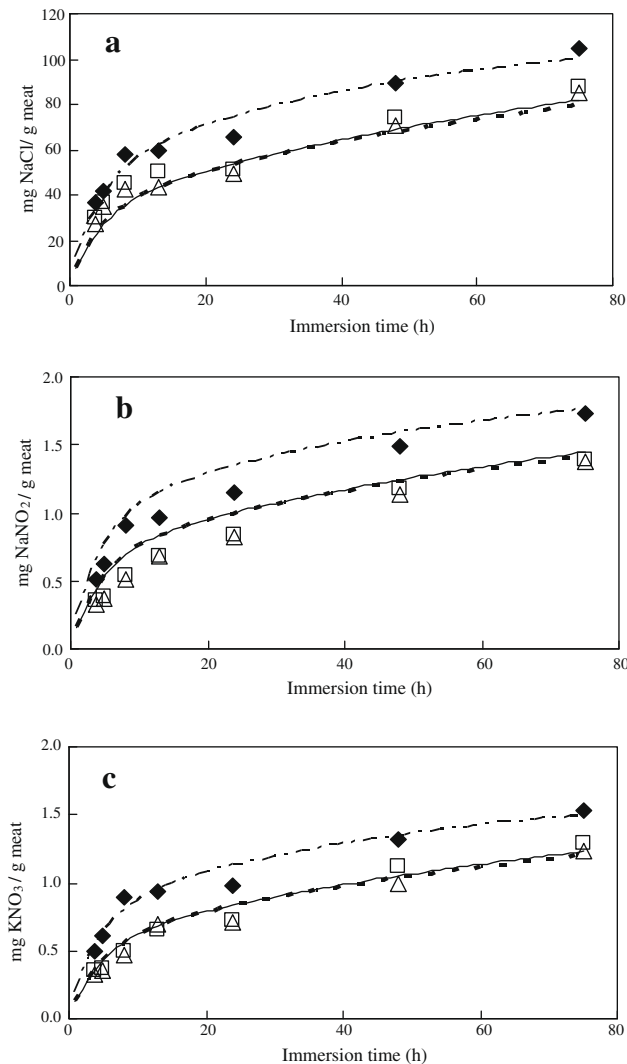 a
120
100
80
60
40
20
0
0 20 40 60 80
mg NaCl/ g meat
Immersion time (h)
b
2.0
1.5
1.0
0.5
0.0
0 20 40 60 80
mg NaNO₂ / g meat
Immersion time (h)
c
2.0
1.5
1.0
0.5
0.0
0 20 40 60 80
mg KNO₃ / g meat
Immersion time (h)